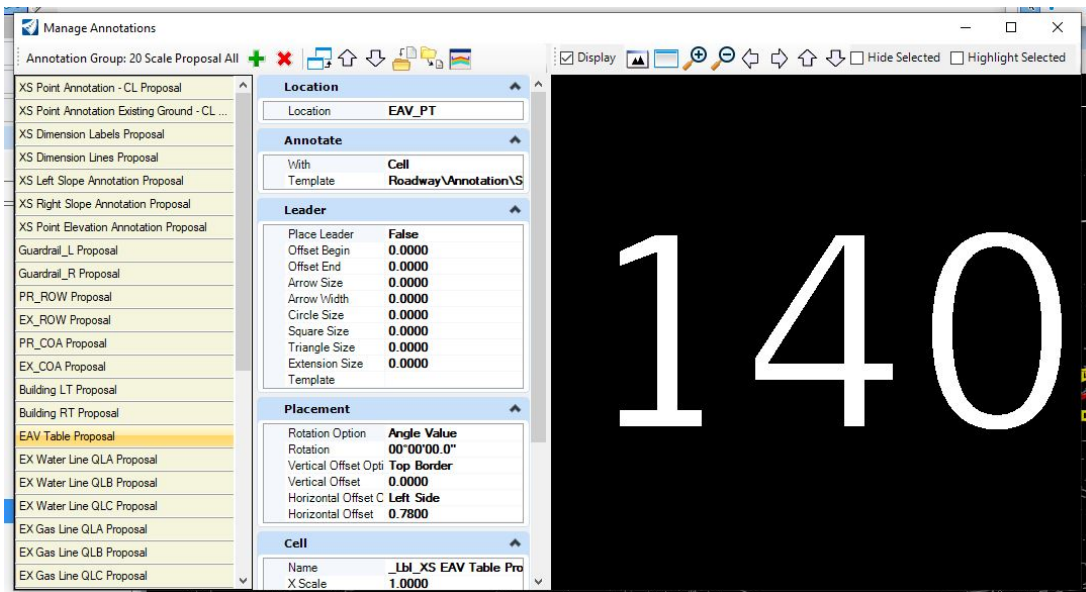 Manage Annotations
Annotation Group: 20 Scale Proposal All
Display
Hide Selected
Highlight Selected
XS Point Annotation - CL Proposal
XS Point Annotation Existing Ground - CL ...
XS Dimension Labels Proposal
XS Dimension Lines Proposal
XS Left Slope Annotation Proposal
XS Right Slope Annotation Proposal
XS Point Elevation Annotation Proposal
Guardrail_L Proposal
Guardrail_R Proposal
PR_ROW Proposal
EX_ROW Proposal
PR_COA Proposal
EX_COA Proposal
Building LT Proposal
Building RT Proposal
EAV Table Proposal
EX Water Line QLA Proposal
EX Water Line QLB Proposal
EX Water Line QLC Proposal
EX Gas Line QLA Proposal
EX Gas Line QLB Proposal
EX Gas Line QLC Proposal
Location
Location EAV_PT
Annotate
With Cell
Template Roadway\Annotation\S
Leader
Place Leader False
Offset Begin 0.0000
Offset End 0.0000
Arrow Size 0.0000
Arrow Width 0.0000
Circle Size 0.0000
Square Size 0.0000
Triangle Size 0.0000
Extension Size 0.0000
Template
Placement
Rotation Option Angle Value
Rotation 00°00'00.0"
Vertical Offset Opti Top Border
Vertical Offset 0.0000
Horizontal Offset C Left Side
Horizontal Offset 0.7800
Cell
Name _Lbl_XS EAV Table Pro
X Scale 1.0000
140